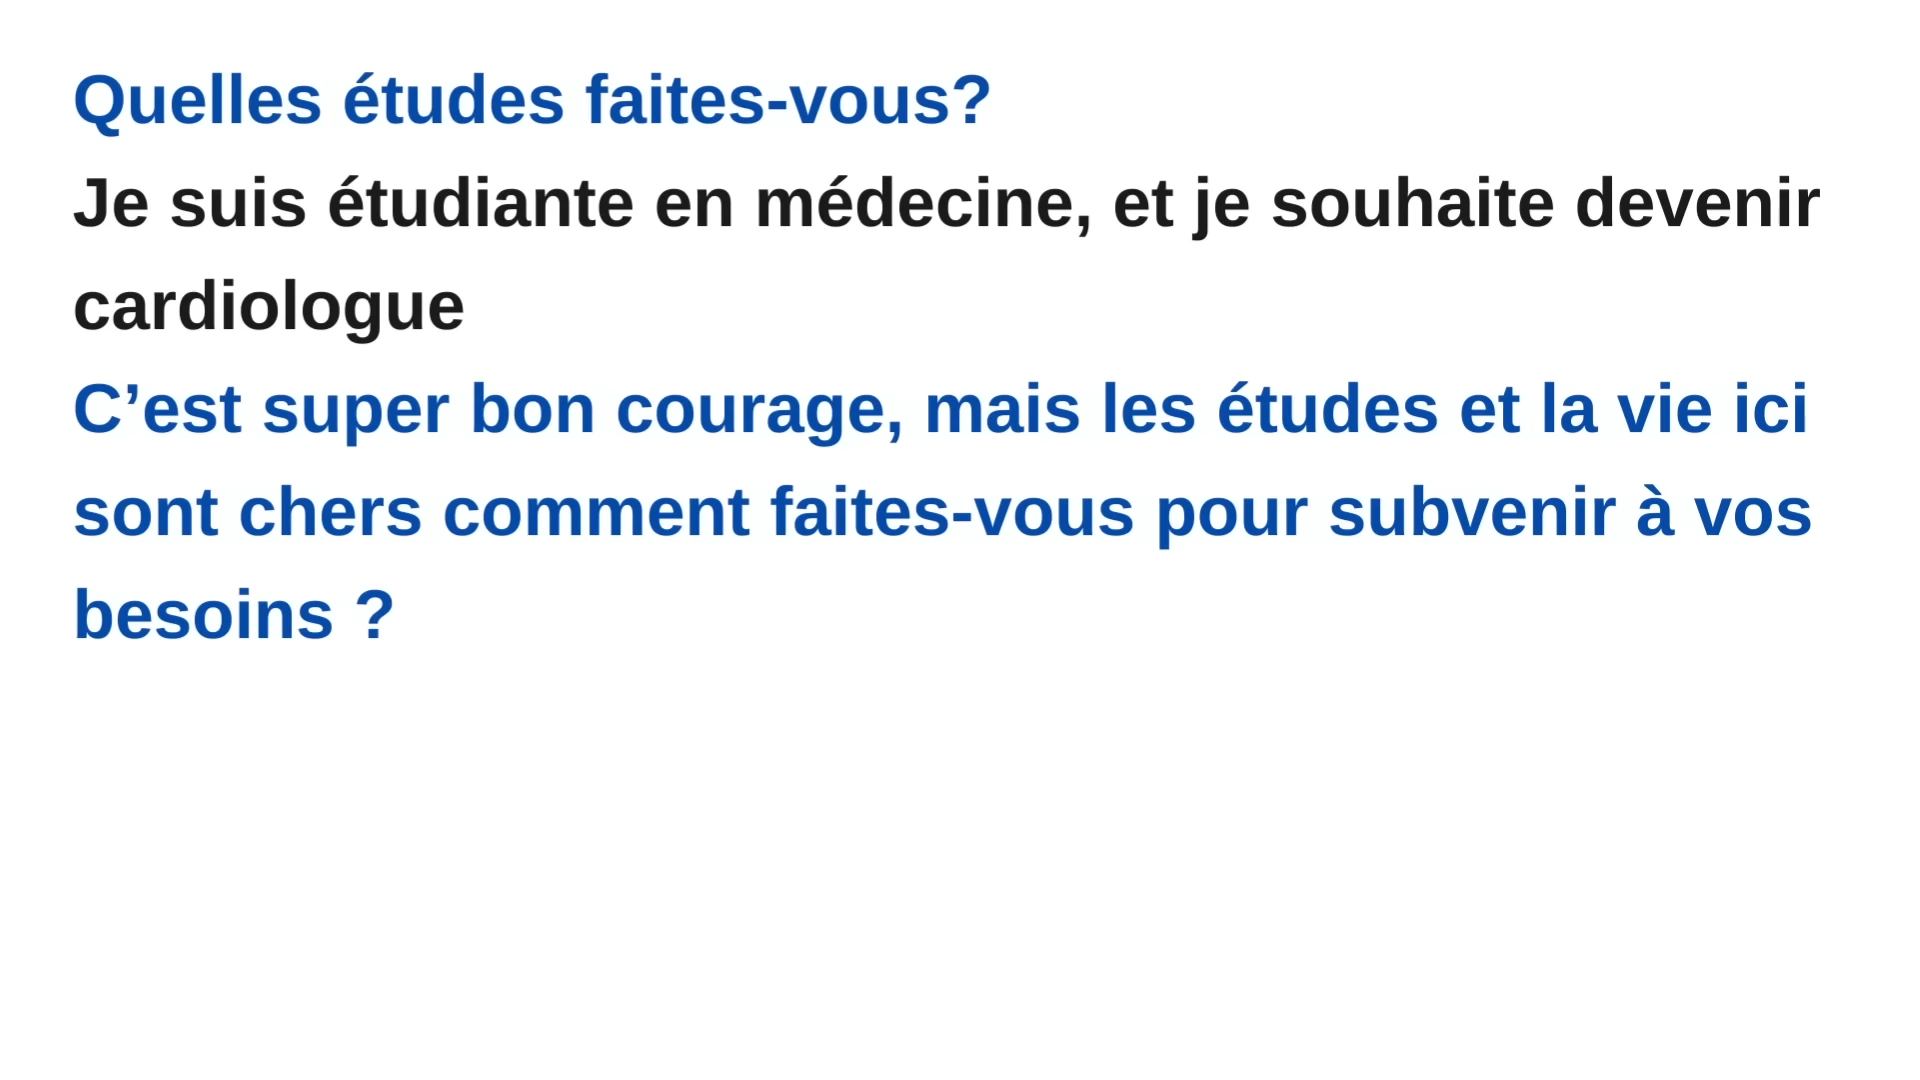 Quelles études faites-vous?
Je suis étudiante en médecine, et je souhaite devenir
cardiologue
C’est super bon courage, mais les études et la vie ici
sont chers comment faites-vous pour subvenir à vos
besoins ?